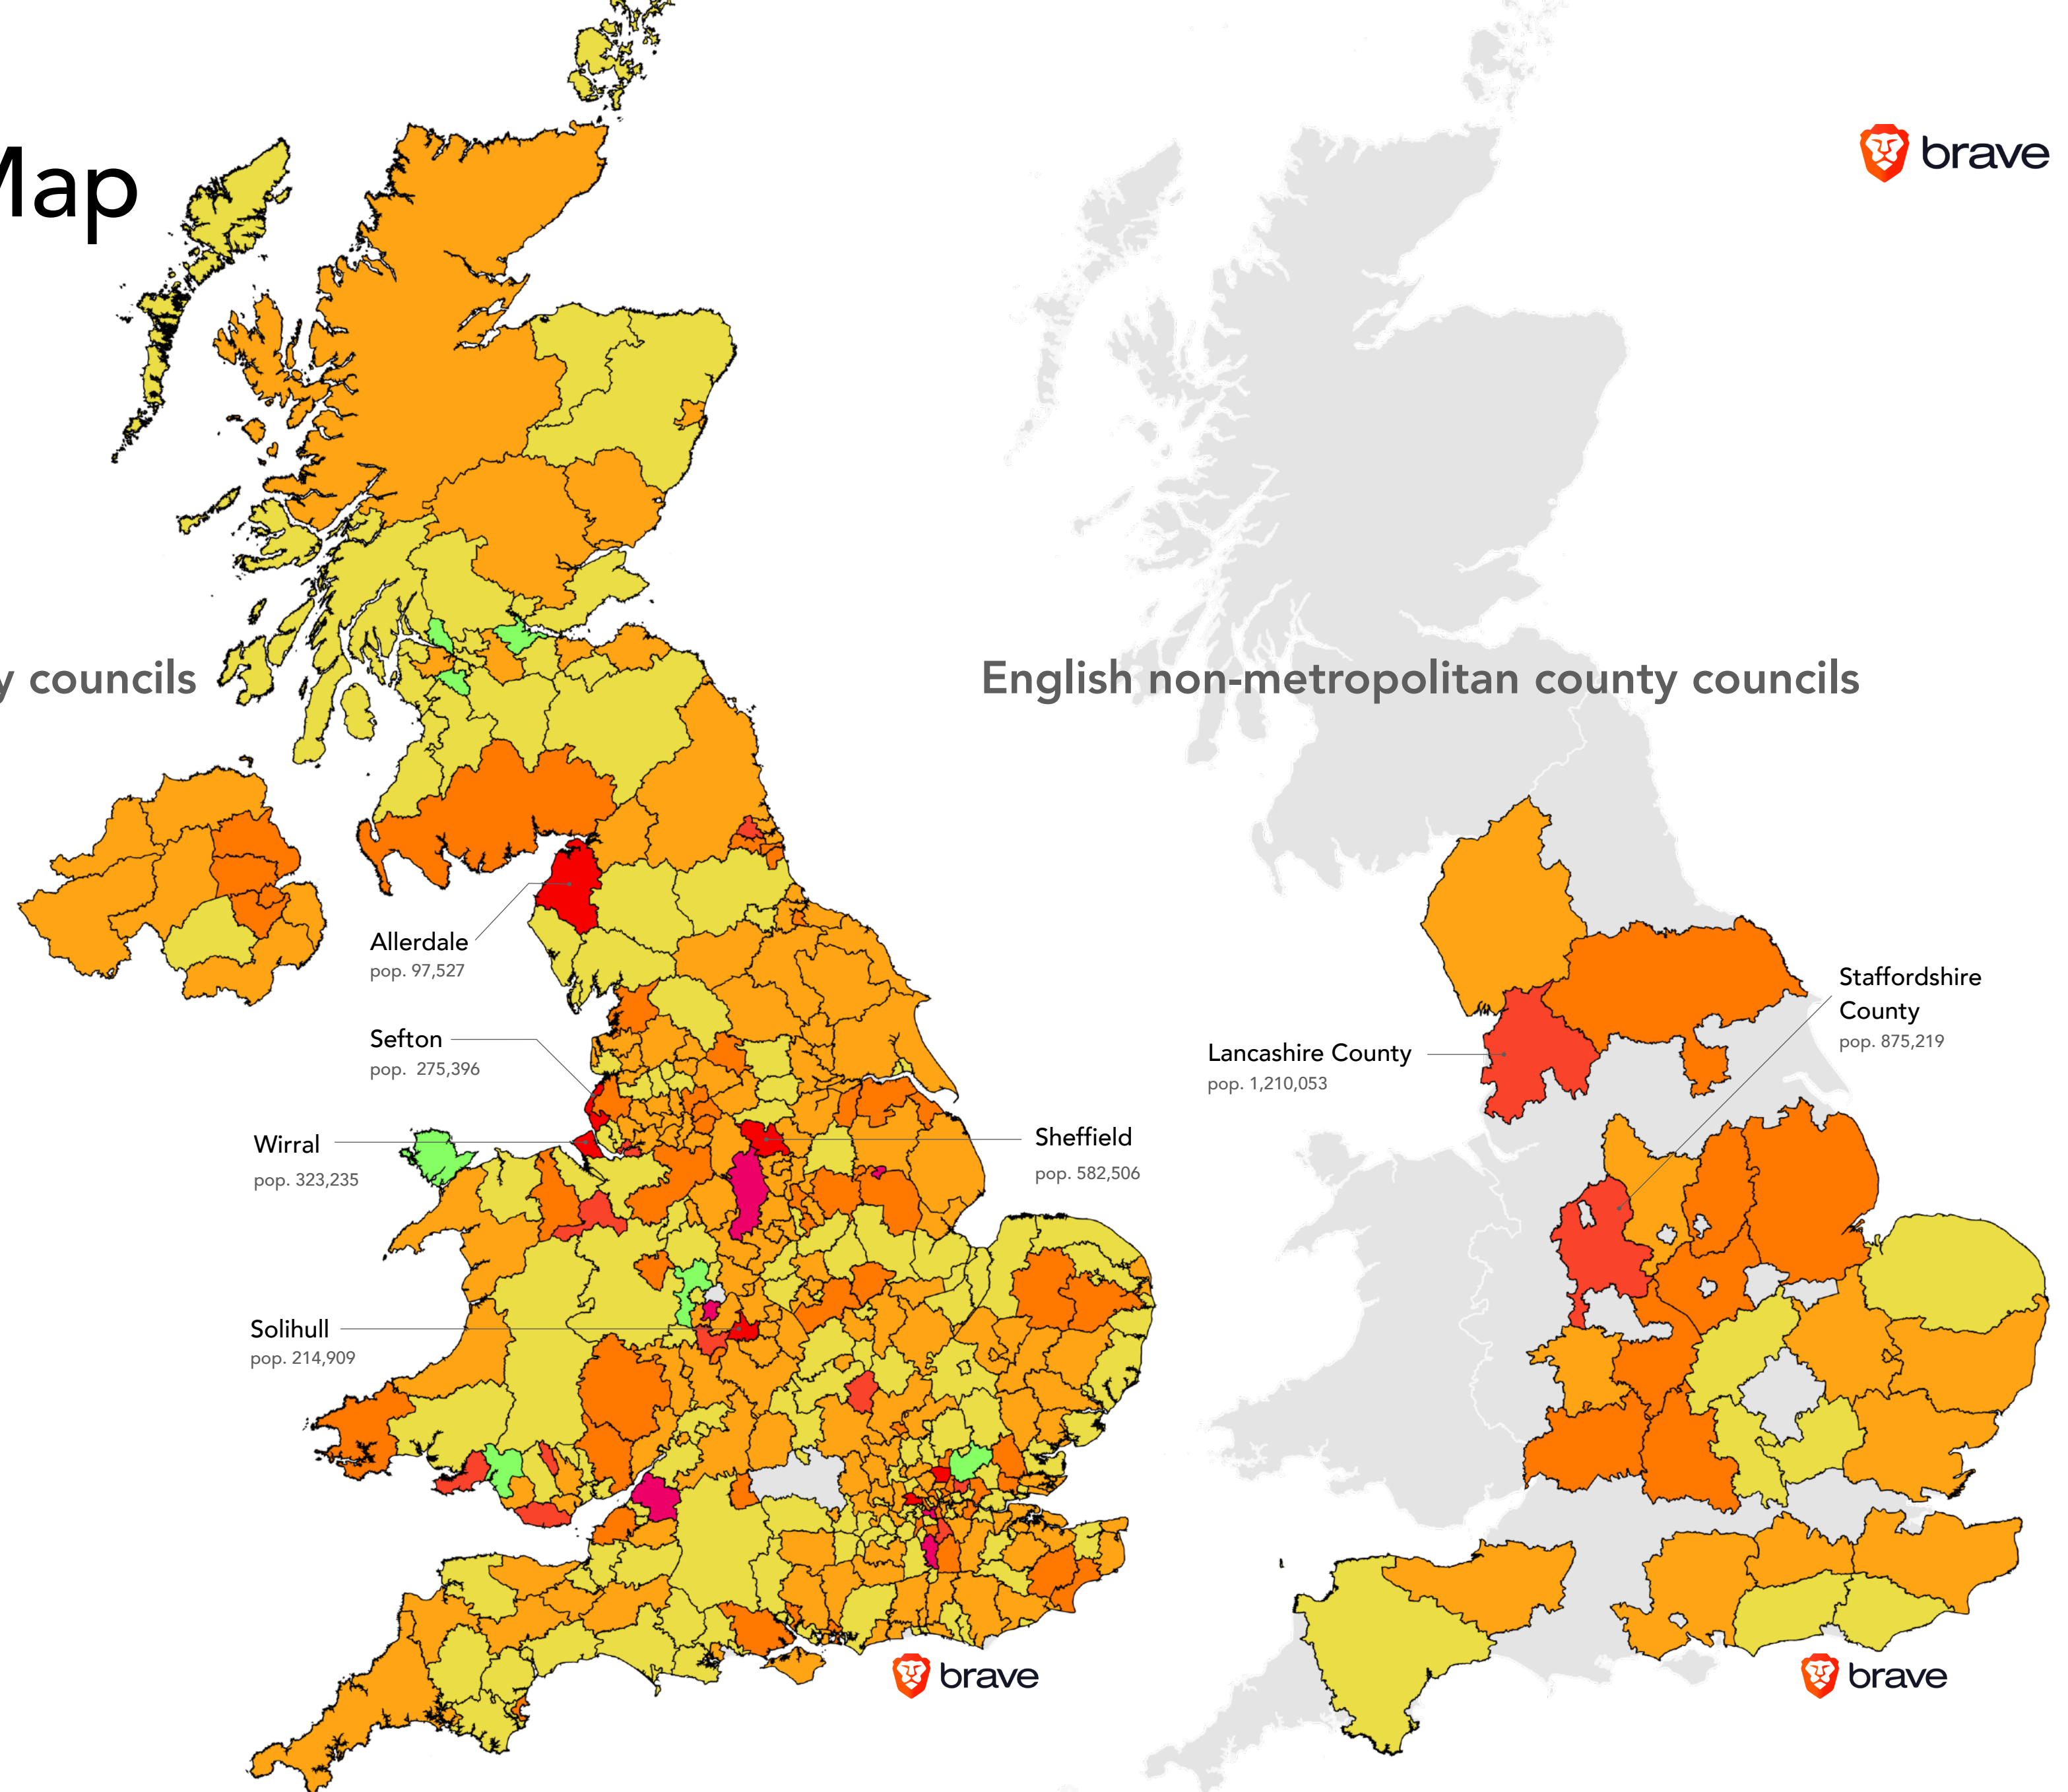 Map
brave
y councils
English non-metropolitan county councils
Allerdale
pop. 97,527
Sefton
pop. 275,396
Wirral
pop. 323,235
Sheffield
pop. 582,506
Solihull
pop. 214,909
brave
Staffordshire
County
pop. 875,219
Lancashire County
pop. 1,210,053
brave